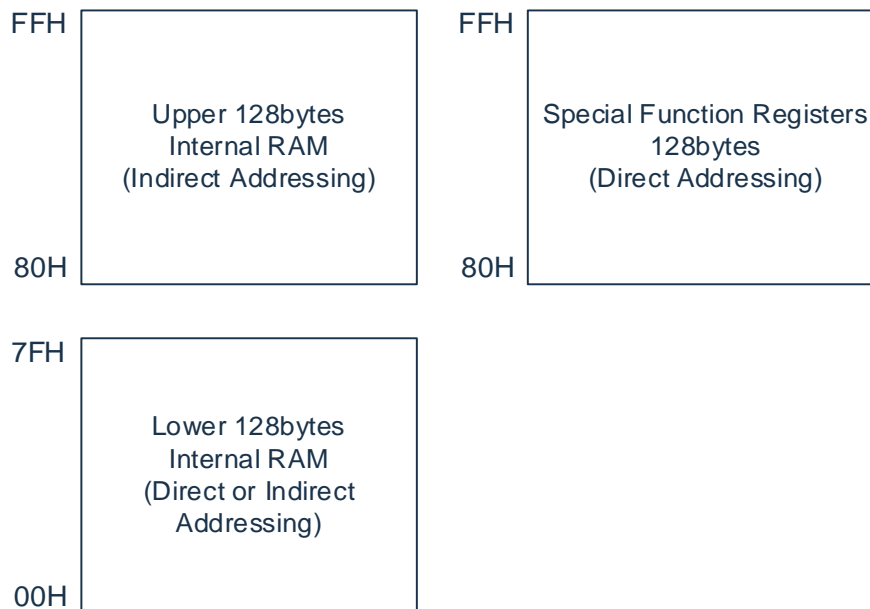 FFH
Upper 128bytes
Internal RAM
(Indirect Addressing)
80H
FFH
Special Function Registers
128bytes
(Direct Addressing)
80H
7FH
Lower 128bytes
Internal RAM
(Direct or Indirect
Addressing)
00H